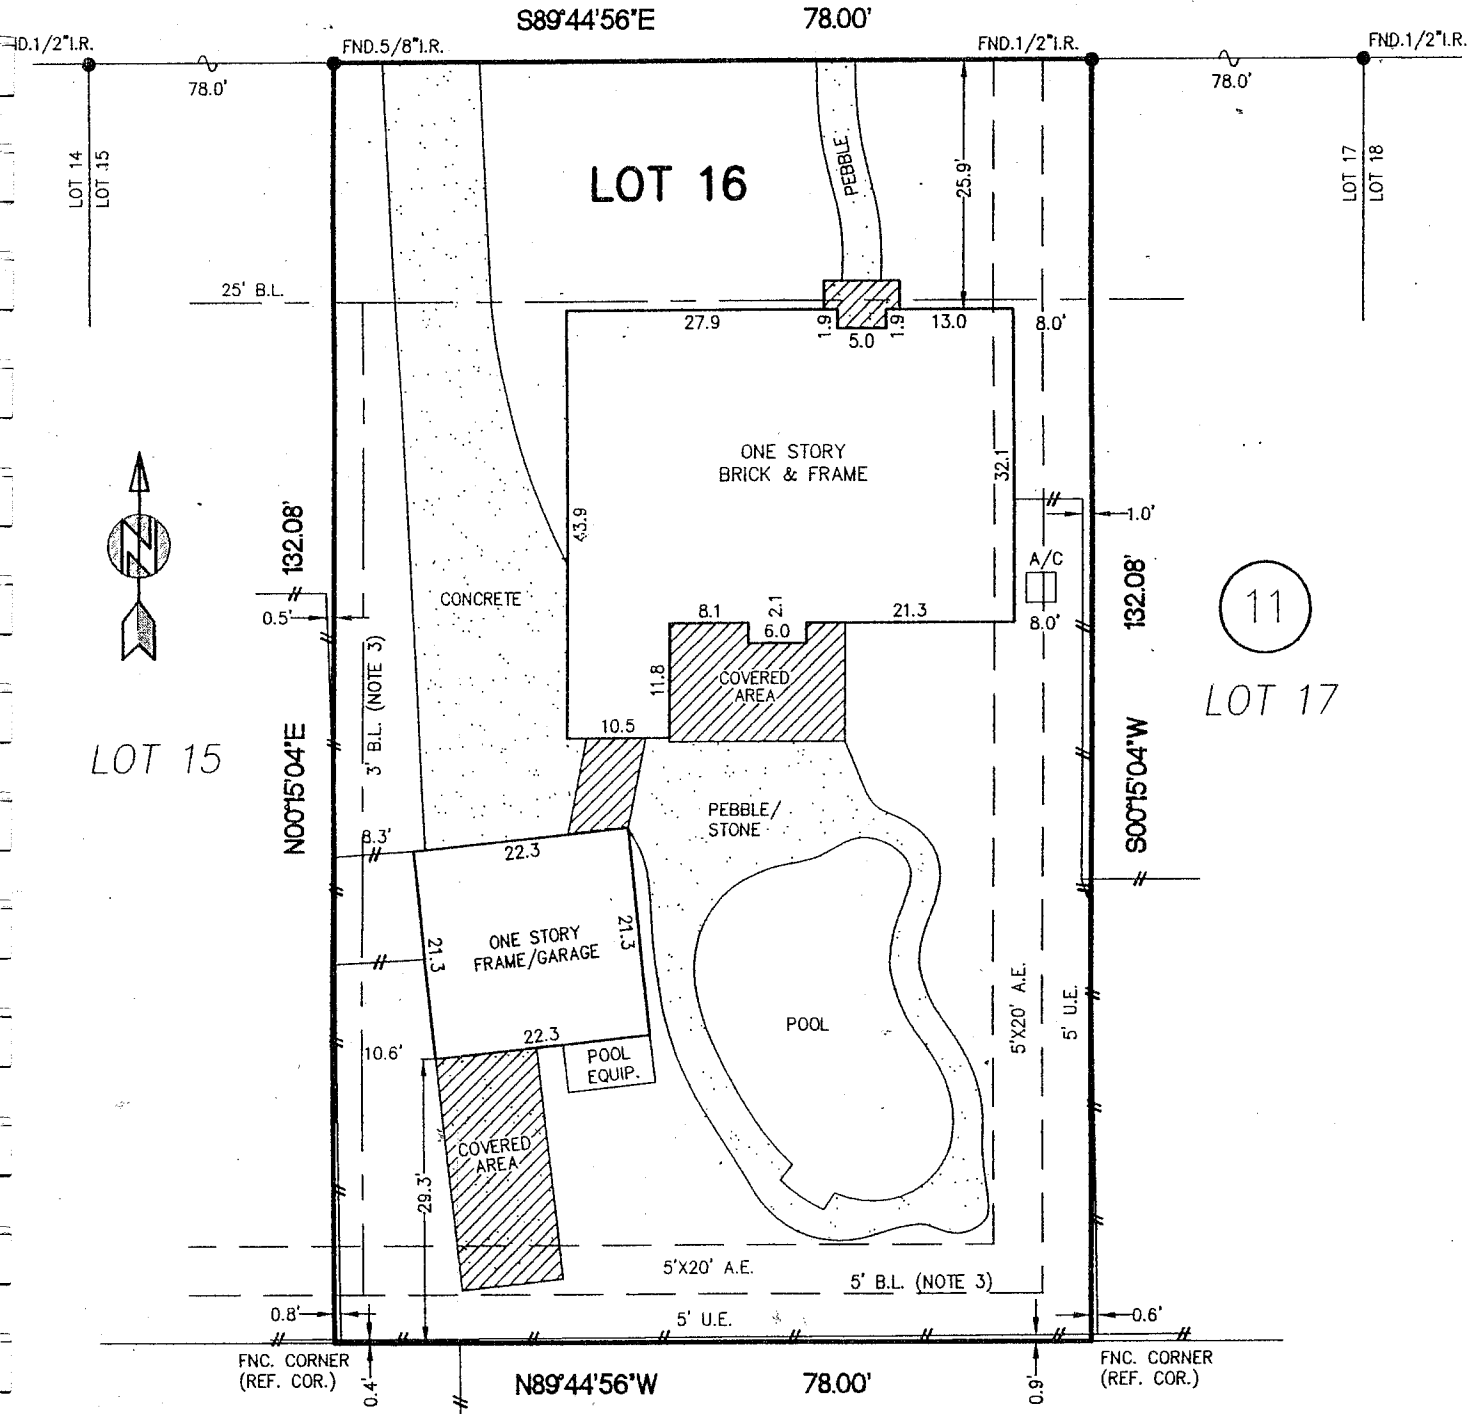 S89°44'56"E 78.00'
D.1/2"I.R. FND.5/8"I.R. FND.1/2"I.R. FND.1/2"I.R.
78.0' 78.0'
LOT 14
LOT 15
PEBBLE
LOT 16
25.9'
LOT 17
LOT 18
25' B.L.
27.9 1.9 5.0 1.9 13.0 8.0'
ONE STORY
BRICK & FRAME
32.1
43.9
132.08'
1.0'
132.08'
A/C
11
CONCRETE
0.5'
8.1 2.1 6.0 21.3 8.0'
3' B.L. (NOTE 3)
11.8
COVERED
AREA
LOT 17
10.5
LOT 15
N00°15'04"E
S00°15'04"W
PEBBLE/
STONE
8.3'
22.3
ONE STORY
FRAME/GARAGE
21.3
21.3
5'X20' A.E.
5' U.E.
POOL
22.3
10.6'
POOL
EQUIP.
COVERED
AREA
29.3'
5'X20' A.E.
5' B.L. (NOTE 3)
0.8' 5' U.E. 0.6'
FNC. CORNER
(REF. COR.)
0.4'
N89°44'56"W 78.00'
0.9'
FNC. CORNER
(REF. COR.)